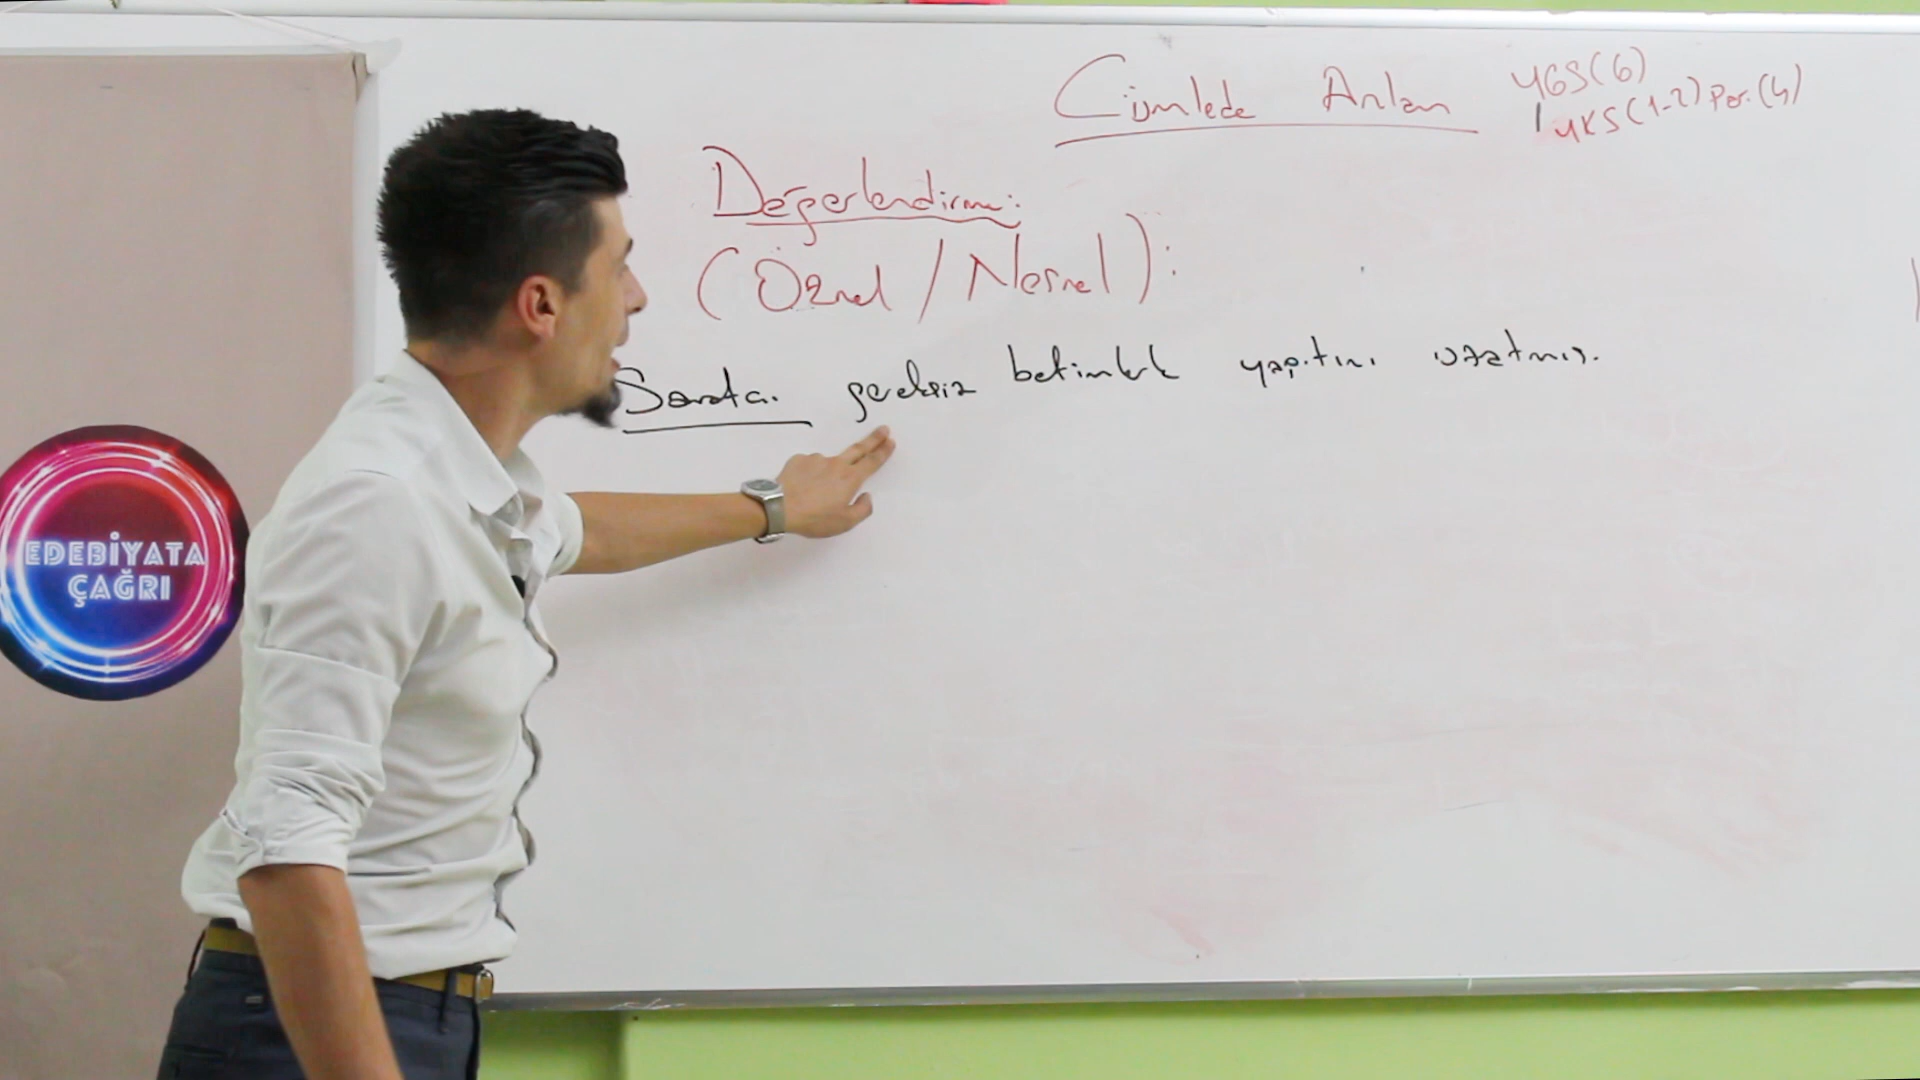 Cümlede Anlam
YGS(6)
YKS(1-2) Par.(4)
Değerlendirme:
(Öznel / Nesnel):
Sanatçı gereksiz betimlerle yapıtını uzatmış.
EDEBİYATA
ÇAĞRI